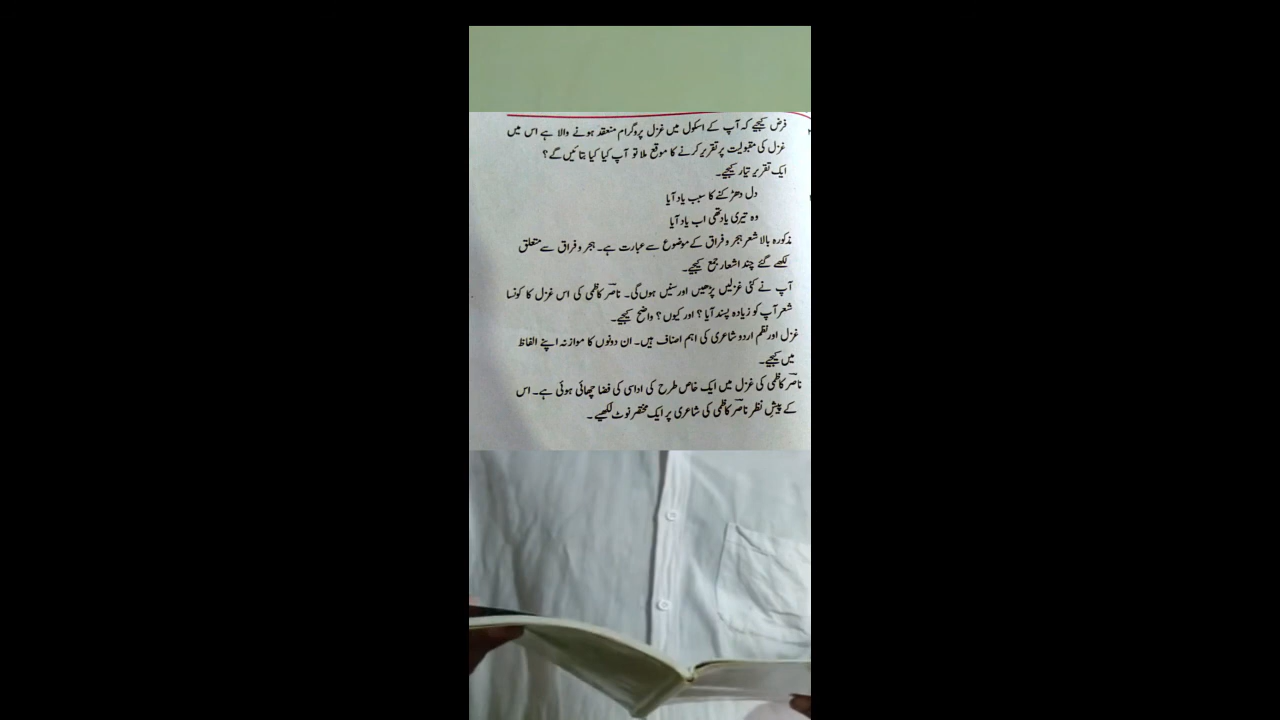 فرض کیجیے کہ آپ کے اسکول میں غزل پروگرام منعقد ہونے والا ہے اس میں
غزل کی مقبولیت پر تقریر کرنے کا موقع ملا تو آپ کیا کیا بتائیں گے؟
ایک تقریر تیار کیجیے۔
دل دھڑکنے کا سبب یاد آیا
وہ تیری یاد تھی اب یاد آیا
مذکورہ بالا شعر ہجر و فراق کے موضوع سے عبارت ہے۔ ہجر و فراق سے متعلق
لکھے گئے چند اشعار جمع کیجیے۔
آپ نے کئی غزلیں پڑھیں اور سنیں ہوں گی۔ ناصر کاظمی کی اس غزل کا کونسا
شعر آپ کو زیادہ پسند آیا؟ اور کیوں؟ واضح کیجیے۔
غزل اور نظم اردو شاعری کی اہم اصناف ہیں۔ ان دونوں کا موازنہ اپنے الفاظ
میں کیجیے۔
ناصر کاظمی کی غزل میں ایک خاص طرح کی اداسی کی فضا چھائی ہوئی ہے۔ اس
کے پیشِ نظر ناصر کاظمی کی شاعری پر ایک مختصر نوٹ لکھیے۔